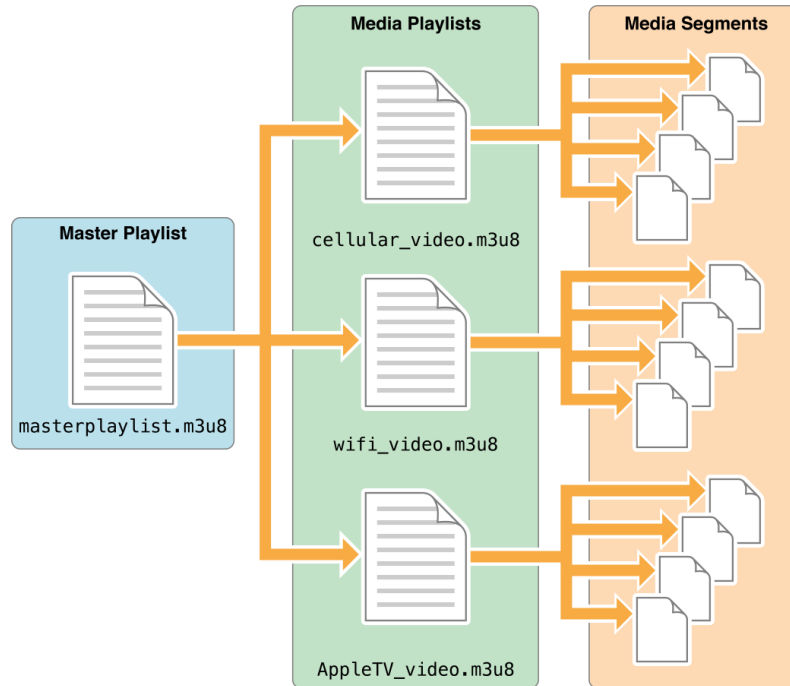 Media Playlists
Media Segments
cellular_video.m3u8
Master Playlist
masterplaylist.m3u8
wifi_video.m3u8
AppleTV_video.m3u8